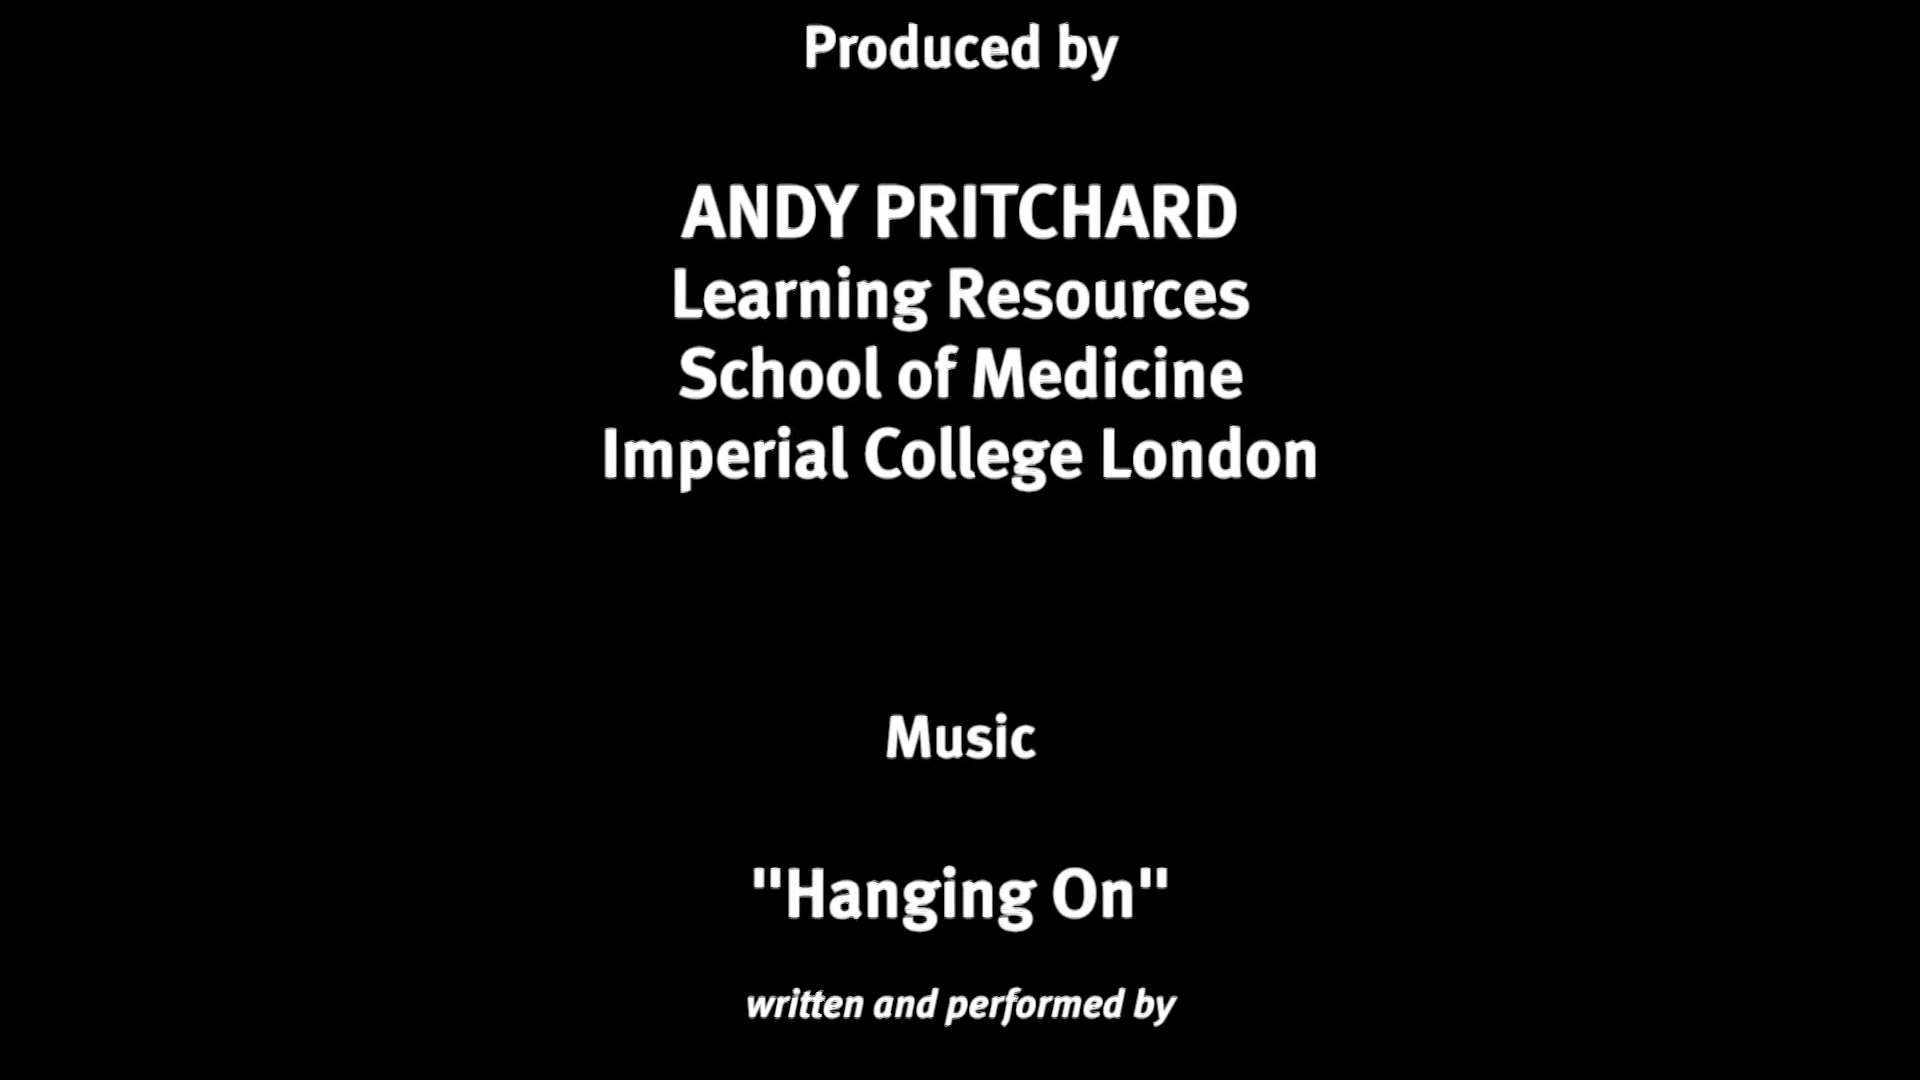 Produced by
ANDY PRITCHARD
Learning Resources
School of Medicine
Imperial College London
Music
"Hanging On"
written and performed by